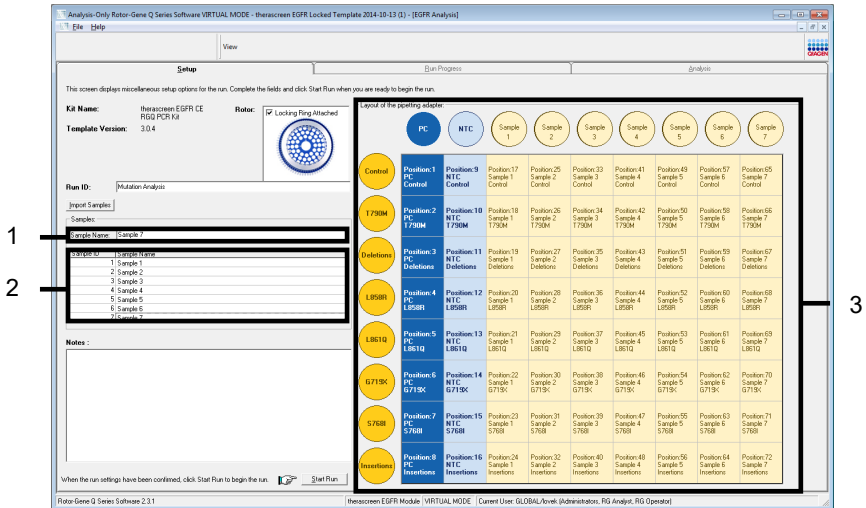 Analysis-Only Rotor-Gene Q Series Software VIRTUAL MODE - therascreen EGFR Locked Template 2014-10-13 (1) - [EGFR Analysis]
File Help
View
QIAGEN
Setup Run Progress Analysis
This screen displays miscellaneous setup options for the run. Complete the fields and click Start Run when you are ready to begin the run.
Kit Name: therascreen EGFR CE RGQ PCR Kit
Template Version: 3.0.4
Rotor: Locking Ring Attached
Run ID: Mutation Analysis
Import Samples
Samples:
1
Sample Name: Sample 7
2
Sample ID Sample Name
1 Sample 1
2 Sample 2
3 Sample 3
4 Sample 4
5 Sample 5
6 Sample 6
7 Sample 7
Notes :
When the run settings have been confirmed, click Start Run to begin the run. Start Run
Layout of the pipetting adapter:
PC NTC Sample 1 Sample 2 Sample 3 Sample 4 Sample 5 Sample 6 Sample 7
Control Position:1 Position:9 Position:17 Position:25 Position:33 Position:41 Position:49 Position:57 Position:65
PC NTC Sample 1 Sample 2 Sample 3 Sample 4 Sample 5 Sample 6 Sample 7
Control Control Control Control Control Control Control Control Control
T790M Position:2 Position:10 Position:18 Position:26 Position:34 Position:42 Position:50 Position:58 Position:66
PC NTC Sample 1 Sample 2 Sample 3 Sample 4 Sample 5 Sample 6 Sample 7
T790M T790M T790M T790M T790M T790M T790M T790M T790M
Deletions Position:3 Position:11 Position:19 Position:27 Position:35 Position:43 Position:51 Position:59 Position:67
PC NTC Sample 1 Sample 2 Sample 3 Sample 4 Sample 5 Sample 6 Sample 7
Deletions Deletions Deletions Deletions Deletions Deletions Deletions Deletions Deletions
L858R Position:4 Position:12 Position:20 Position:28 Position:36 Position:44 Position:52 Position:60 Position:68
PC NTC Sample 1 Sample 2 Sample 3 Sample 4 Sample 5 Sample 6 Sample 7
L858R L858R L858R L858R L858R L858R L858R L858R L858R
3
L861Q Position:5 Position:13 Position:21 Position:29 Position:37 Position:45 Position:53 Position:61 Position:69
PC NTC Sample 1 Sample 2 Sample 3 Sample 4 Sample 5 Sample 6 Sample 7
L861Q L861Q L861Q L861Q L861Q L861Q L861Q L861Q L861Q
G719X Position:6 Position:14 Position:22 Position:30 Position:38 Position:46 Position:54 Position:62 Position:70
PC NTC Sample 1 Sample 2 Sample 3 Sample 4 Sample 5 Sample 6 Sample 7
G719X G719X G719X G719X G719X G719X G719X G719X G719X
S768I Position:7 Position:15 Position:23 Position:31 Position:39 Position:47 Position:55 Position:63 Position:71
PC NTC Sample 1 Sample 2 Sample 3 Sample 4 Sample 5 Sample 6 Sample 7
S768I S768I S768I S768I S768I S768I S768I S768I S768I
Insertions Position:8 Position:16 Position:24 Position:32 Position:40 Position:48 Position:56 Position:64 Position:72
PC NTC Sample 1 Sample 2 Sample 3 Sample 4 Sample 5 Sample 6 Sample 7
Insertions Insertions Insertions Insertions Insertions Insertions Insertions Insertions Insertions
Rotor-Gene Q Series Software 2.3.1 therascreen EGFR Module VIRTUAL MODE Current User: GLOBAL/lovek (Administrators, RG Analyst, RG Operator)